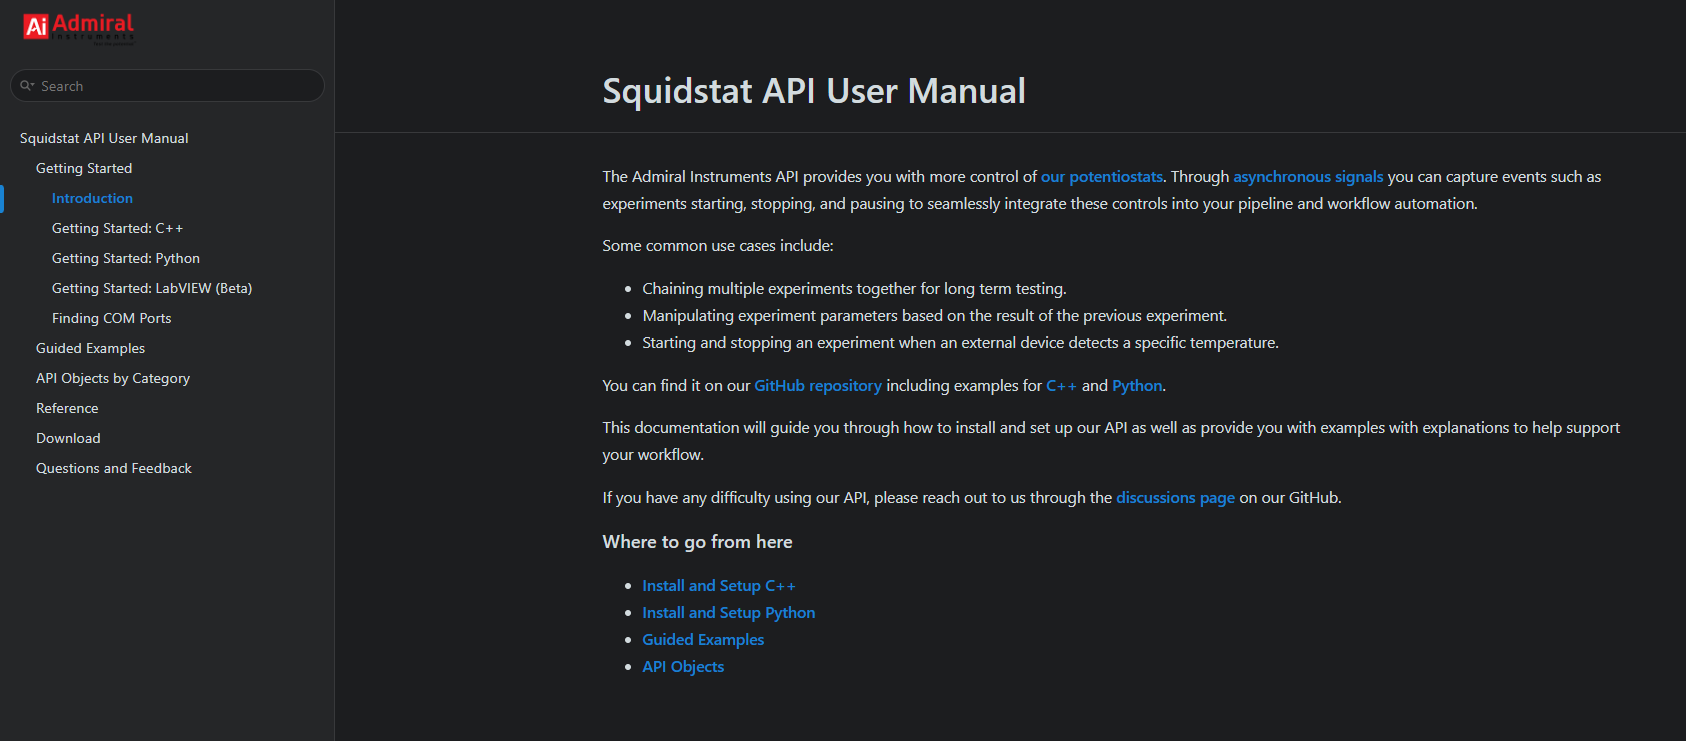 Ai Admiral
Instruments
Search
Squidstat API User Manual
Getting Started
Introduction
Getting Started: C++
Getting Started: Python
Getting Started: LabVIEW (Beta)
Finding COM Ports
Guided Examples
API Objects by Category
Reference
Download
Questions and Feedback
Squidstat API User Manual
The Admiral Instruments API provides you with more control of our potentiostats. Through asynchronous signals you can capture events such as
experiments starting, stopping, and pausing to seamlessly integrate these controls into your pipeline and workflow automation.
Some common use cases include:
• Chaining multiple experiments together for long term testing.
• Manipulating experiment parameters based on the result of the previous experiment.
• Starting and stopping an experiment when an external device detects a specific temperature.
You can find it on our GitHub repository including examples for C++ and Python.
This documentation will guide you through how to install and set up our API as well as provide you with examples with explanations to help support
your workflow.
If you have any difficulty using our API, please reach out to us through the discussions page on our GitHub.
Where to go from here
• Install and Setup C++
• Install and Setup Python
• Guided Examples
• API Objects